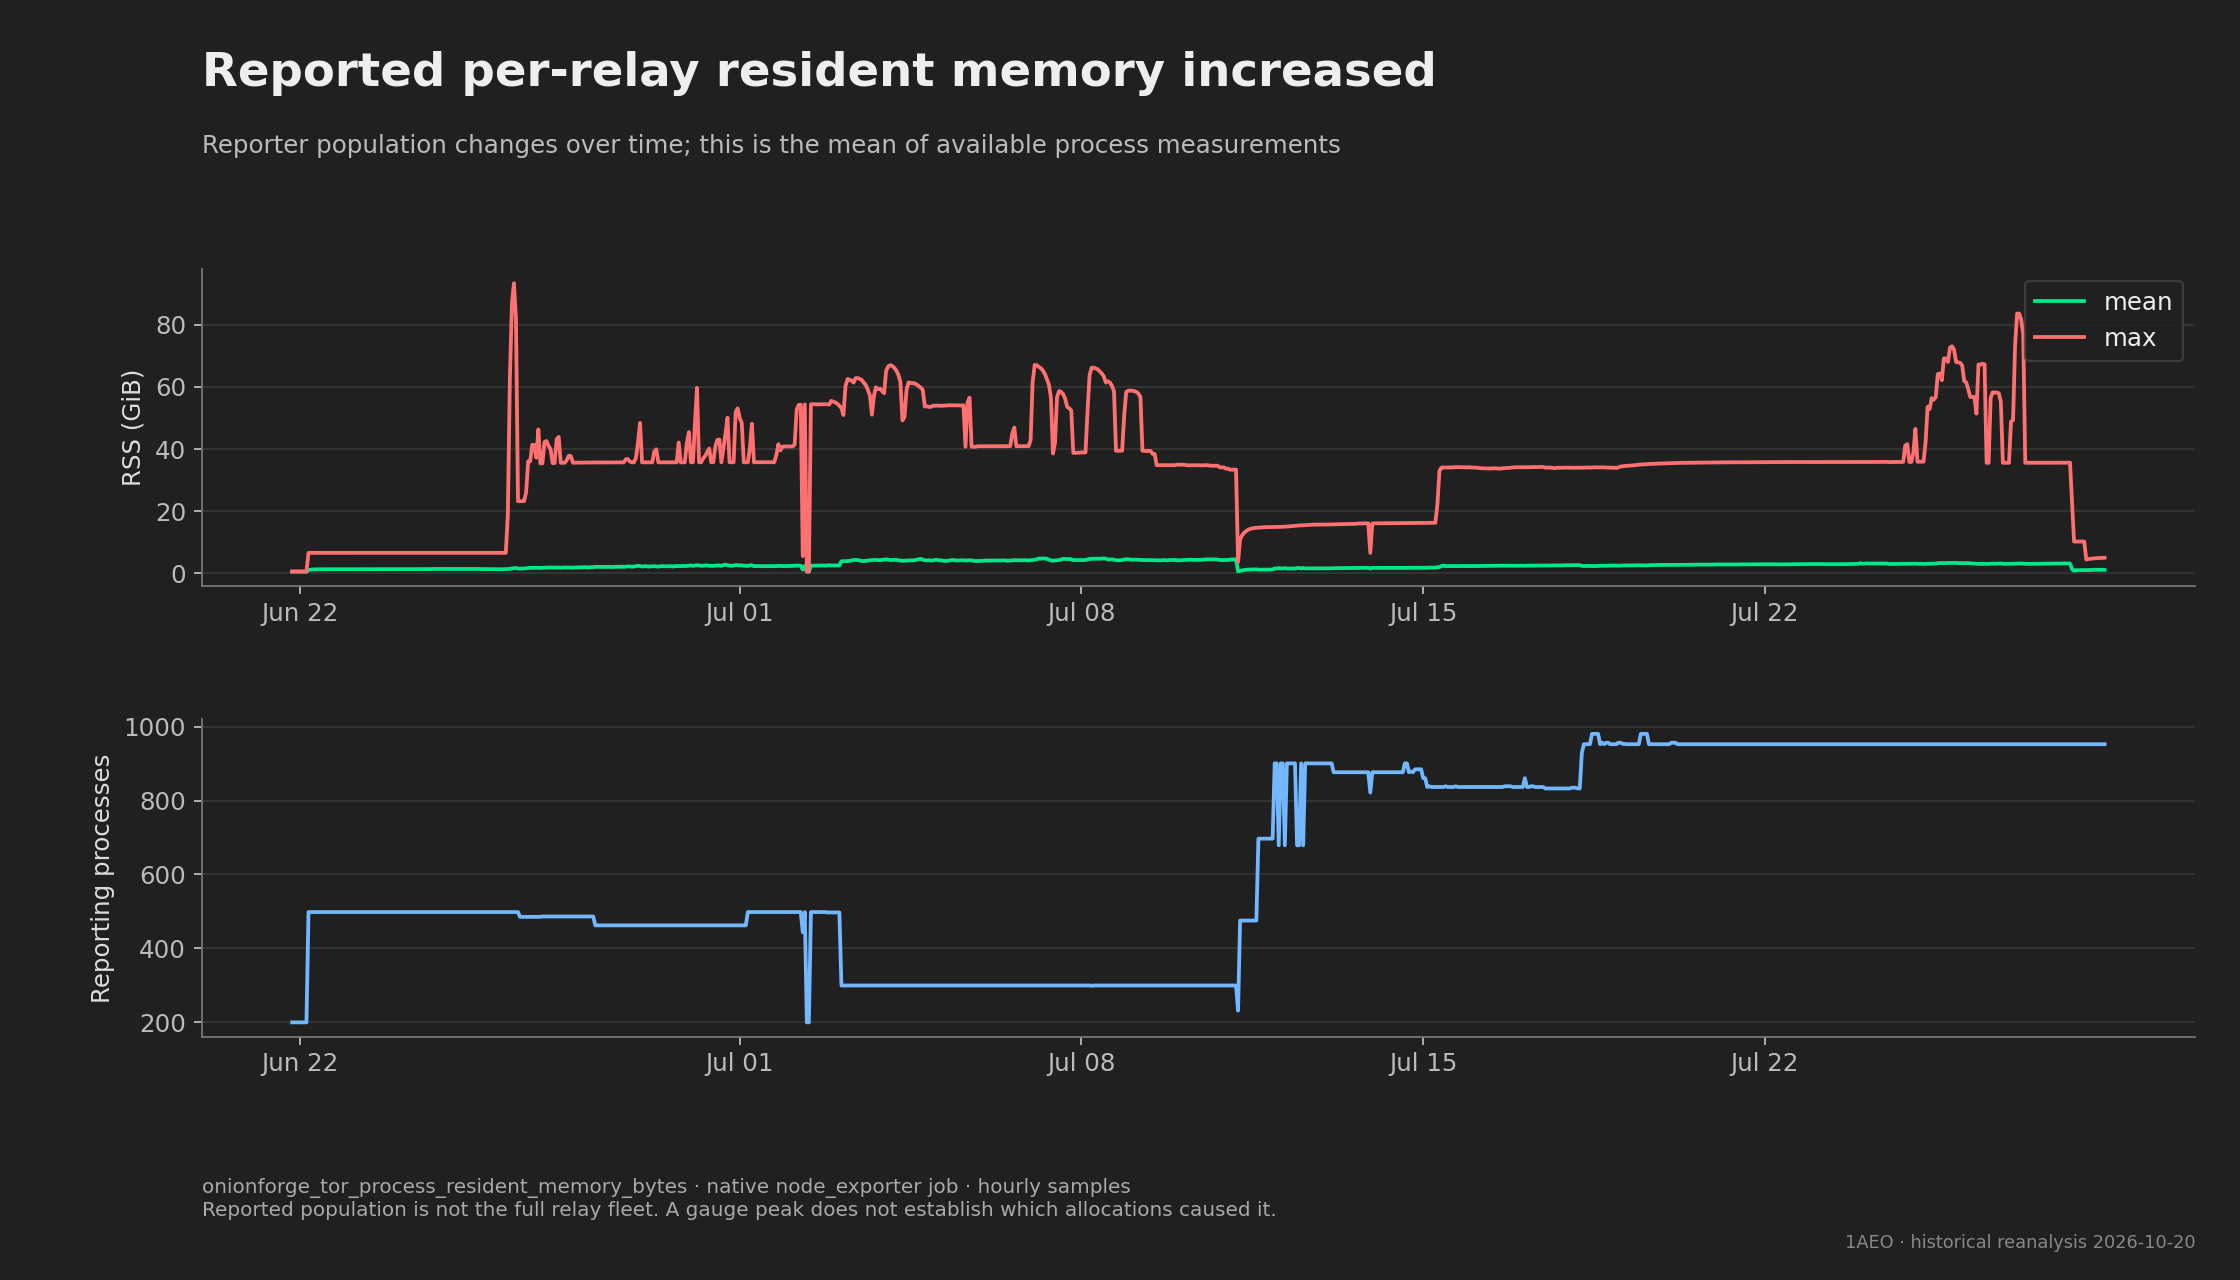 Reported per-relay resident memory increased
Reporter population changes over time; this is the mean of available process measurements
RSS (GiB)
80
60
40
20
0
mean
max
Jun 22
Jul 01
Jul 08
Jul 15
Jul 22
Reporting processes
1000
800
600
400
200
Jun 22
Jul 01
Jul 08
Jul 15
Jul 22
onionforge_tor_process_resident_memory_bytes · native node_exporter job · hourly samples
Reported population is not the full relay fleet. A gauge peak does not establish which allocations caused it.
1AEO · historical reanalysis 2026-10-20